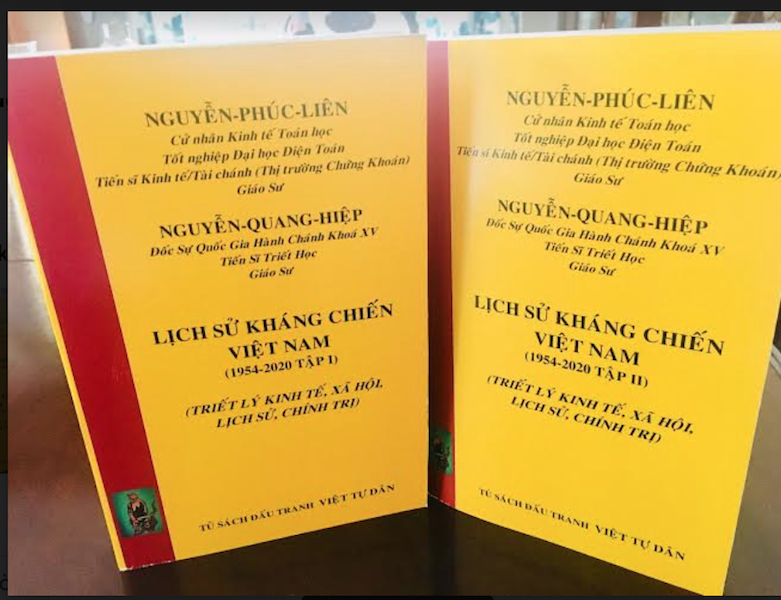 NGUYỄN-PHÚC-LIÊN
Cử nhân Kinh tế Toán học
Tốt nghiệp Đại học Điện Toán
Tiến sĩ Kinh tế/Tài chánh (Thị trường Chứng Khoán)
Giáo Sư
NGUYỄN-QUANG-HIỆP
Đốc Sự Quốc Gia Hành Chánh Khoá XV
Tiến Sĩ Triết Học
Giáo Sư
LỊCH SỬ KHÁNG CHIẾN
VIỆT NAM
(1954-2020 TẬP I)
(TRIẾT LÝ KINH TẾ, XÃ HỘI,
LỊCH SỬ, CHÍNH TRỊ)
TỦ SÁCH ĐẤU TRANH VIỆT TỰ DÂN
NGUYỄN-PHÚC-LIÊN
Cử nhân Kinh tế Toán học
Tốt nghiệp Đại học Điện Toán
Tiến sĩ Kinh tế/Tài chánh (Thị trường Chứng Khoán)
Giáo Sư
NGUYỄN-QUANG-HIỆP
Đốc Sự Quốc Gia Hành Chánh Khoá XV
Tiến Sĩ Triết Học
Giáo Sư
LỊCH SỬ KHÁNG CHIẾN
VIỆT NAM
(1954-2020 TẬP II)
(TRIẾT LÝ KINH TẾ, XÃ HỘI,
LỊCH SỬ, CHÍNH TRỊ)
TỦ SÁCH ĐẤU TRANH VIỆT TỰ DÂN